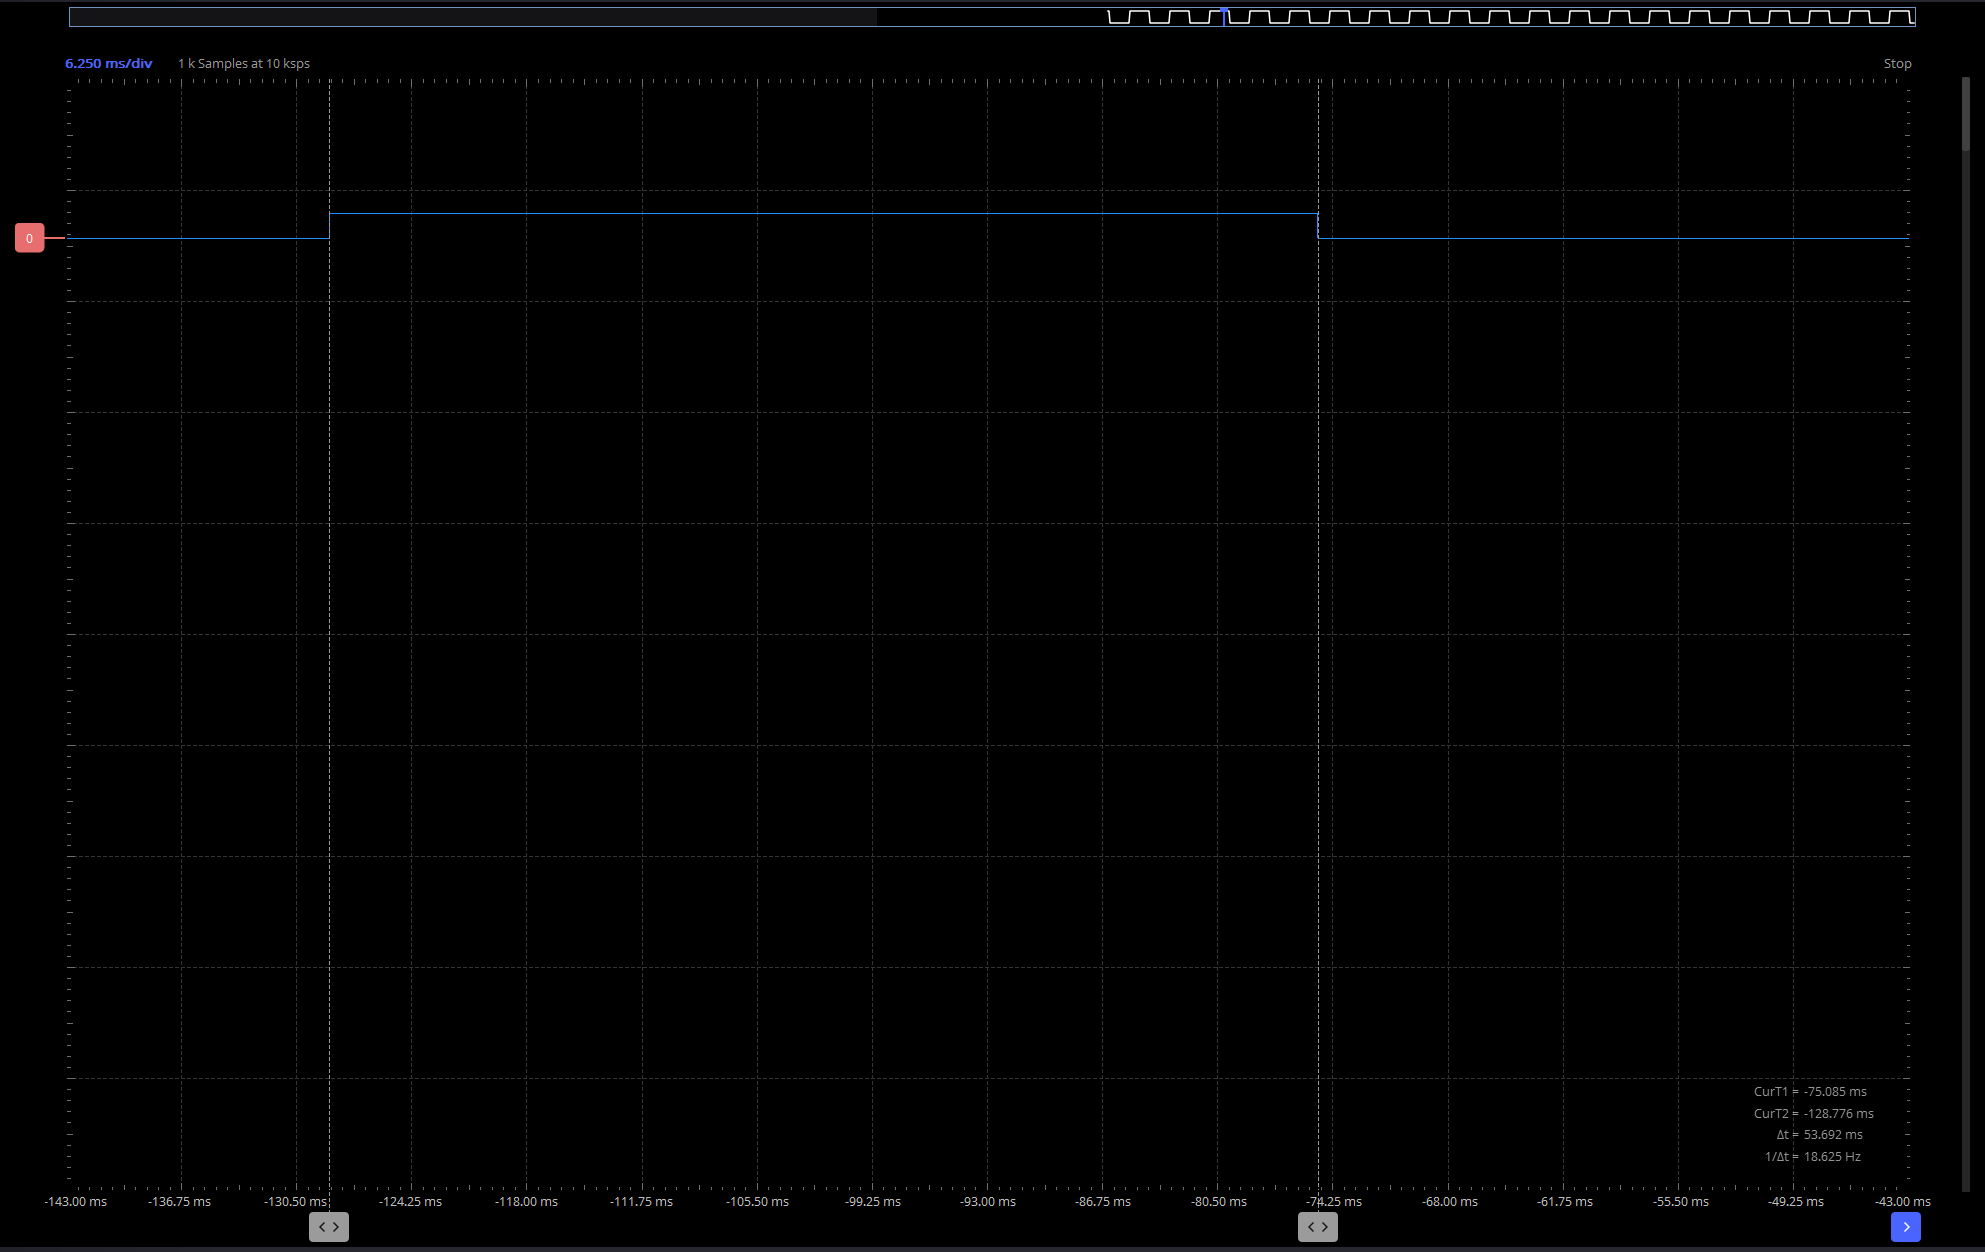 6.250 ms/div 1 k Samples at 10 ksps Stop
0
CurT1 = -75.085 ms
CurT2 = -128.776 ms
Δt = 53.692 ms
1/Δt = 18.625 Hz
-143.00 ms -136.75 ms -130.50 ms -124.25 ms -118.00 ms -111.75 ms -105.50 ms -99.25 ms -93.00 ms -86.75 ms -80.50 ms -74.25 ms -68.00 ms -61.75 ms -55.50 ms -49.25 ms -43.00 ms